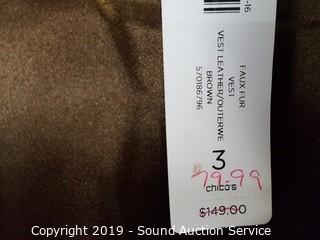 -16
FAUX FUR
VEST
VEST LEATHER/OUTERWE
BROWN
570186796
3
79.99
chico's
$149.00
Copyright 2019 - Sound Auction Service